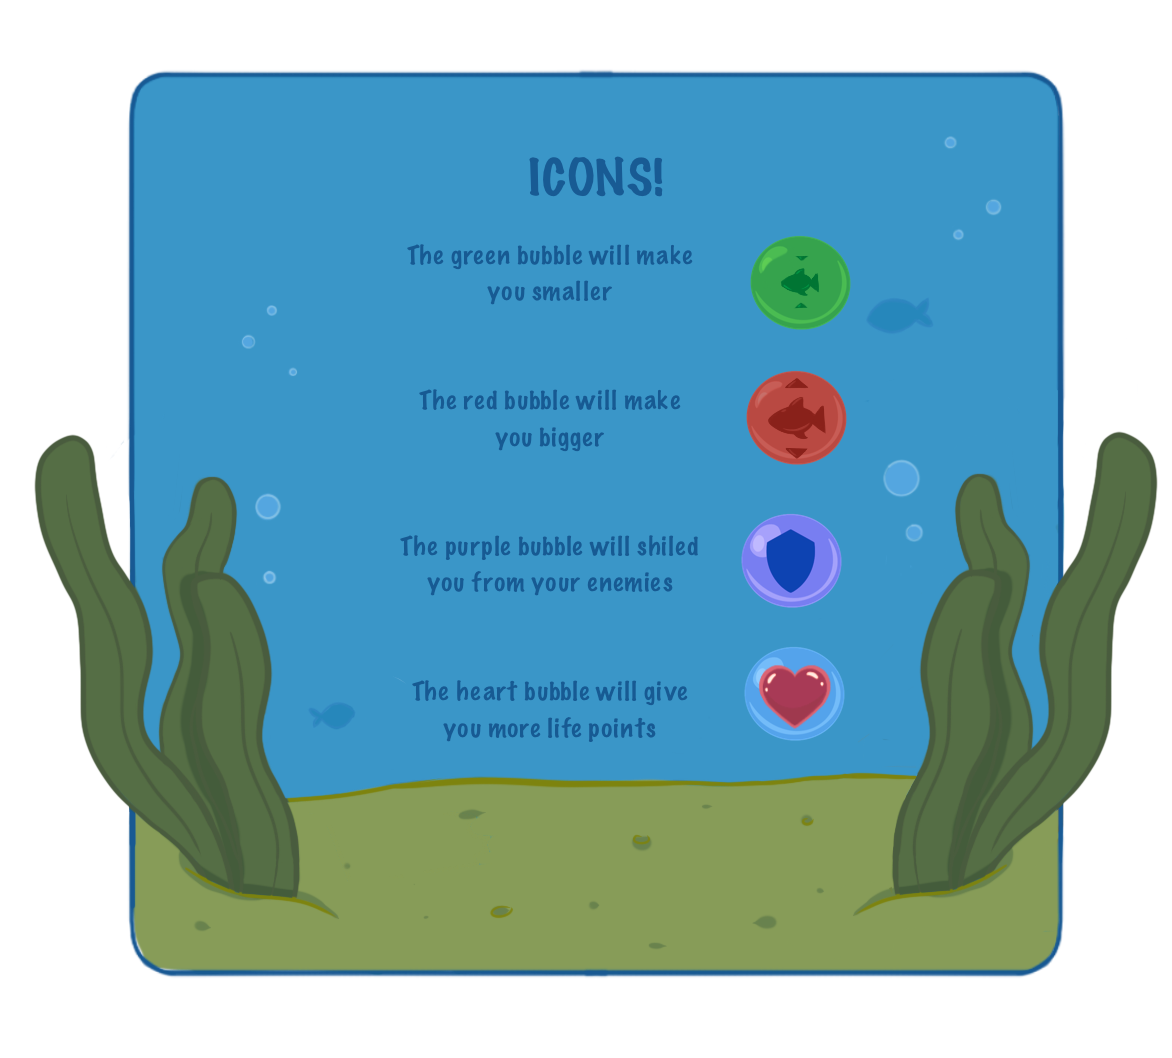 ICONS!
The green bubble will make
you smaller
The red bubble will make
you bigger
The purple bubble will shiled
you from your enemies
The heart bubble will give
you more life points